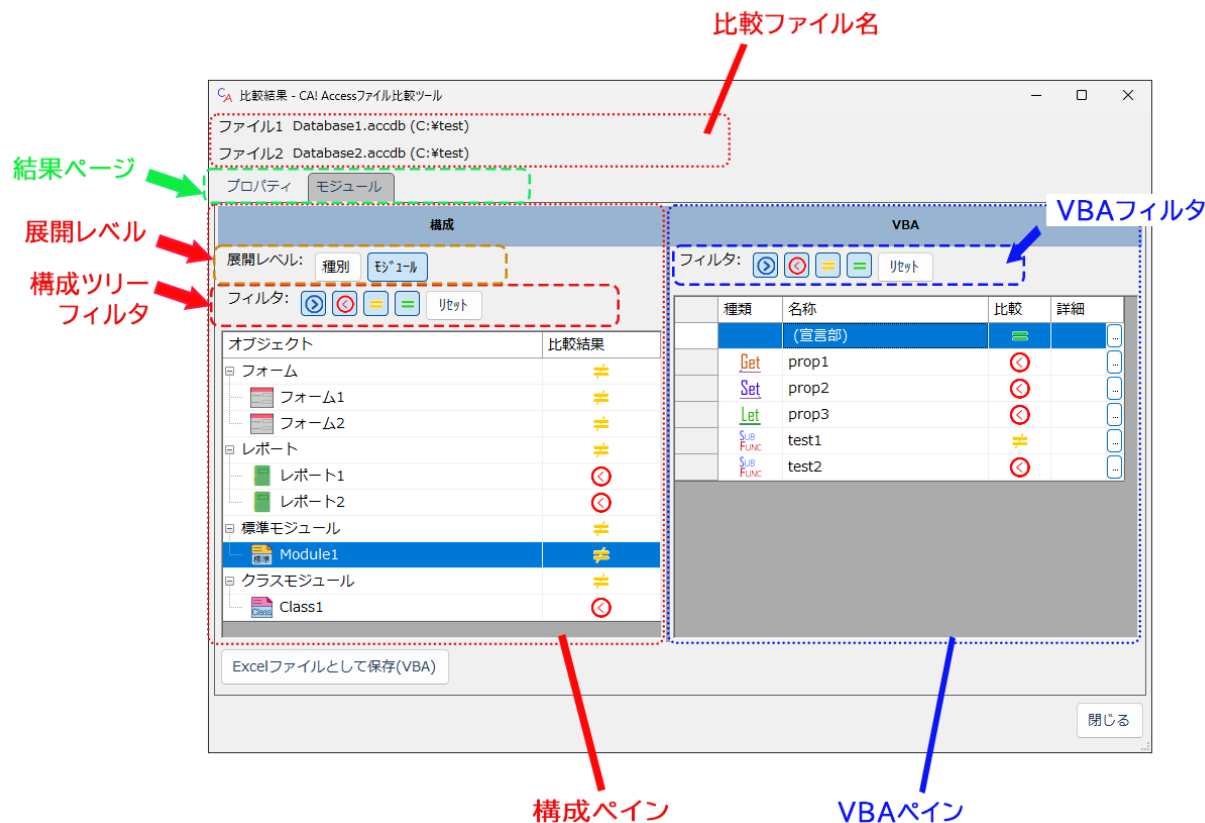 比較ファイル名
CA 比較結果 - CA! Accessファイル比較ツール
ファイル1 Database1.accdb (C:¥test)
ファイル2 Database2.accdb (C:¥test)
結果ページ
プロパティ モジュール
構成 VBA
VBAフィルタ
展開レベル
展開レベル: 種別 ﾓｼﾞｭｰﾙ
フィルタ: > < ≠ = ﾘｾｯﾄ
構成ツリー
フィルタ
フィルタ: > < ≠ = ﾘｾｯﾄ
オブジェクト 比較結果
フォーム ≠
フォーム1 ≠
フォーム2 ≠
レポート ≠
レポート1 <
レポート2 <
標準モジュール ≠
標準 Module1 ≠
クラスモジュール ≠
Class Class1 <
種類 名称 比較 詳細
(宣言部) = ...
Get prop1 < ...
Set prop2 < ...
Let prop3 < ...
SUB FUNC test1 ≠ ...
SUB FUNC test2 < ...
Excelファイルとして保存(VBA)
閉じる
構成ペイン
VBAペイン